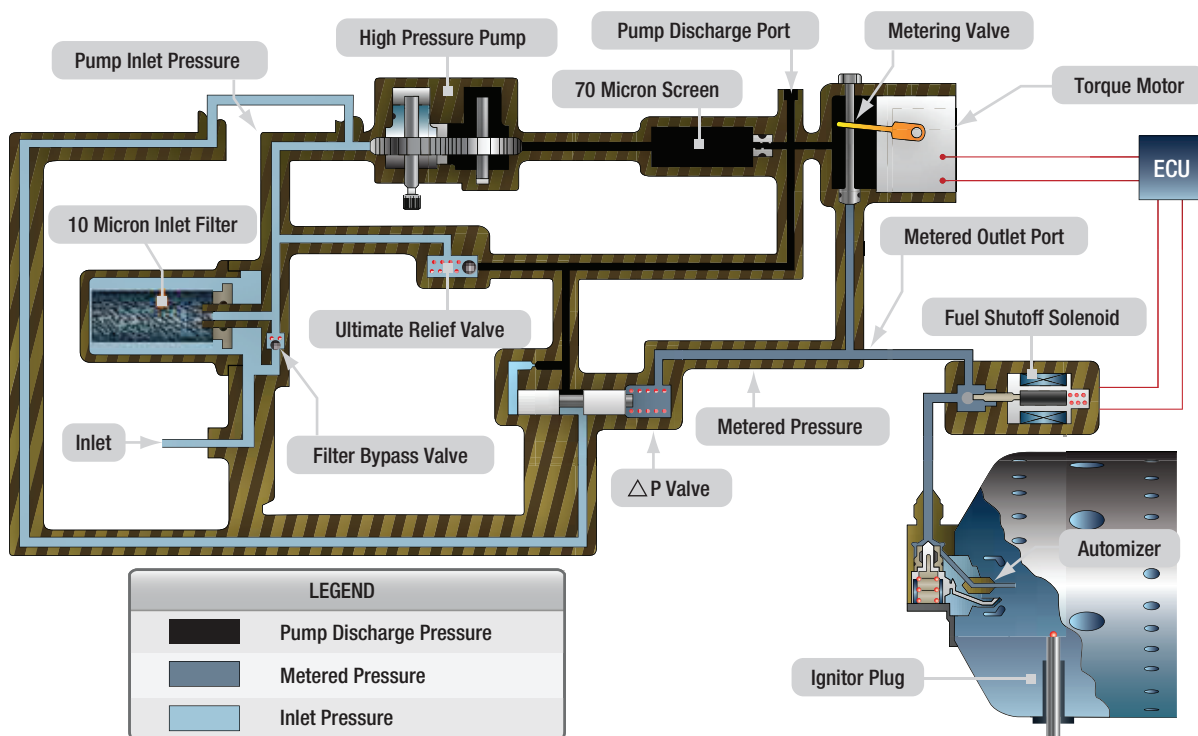 High Pressure Pump
Pump Discharge Port
Metering Valve
Pump Inlet Pressure
70 Micron Screen
Torque Motor
ECU
10 Micron Inlet Filter
Metered Outlet Port
Ultimate Relief Valve
Fuel Shutoff Solenoid
Inlet
Filter Bypass Valve
Metered Pressure
△P Valve
Automizer
LEGEND
Pump Discharge Pressure
Metered Pressure
Inlet Pressure
Ignitor Plug